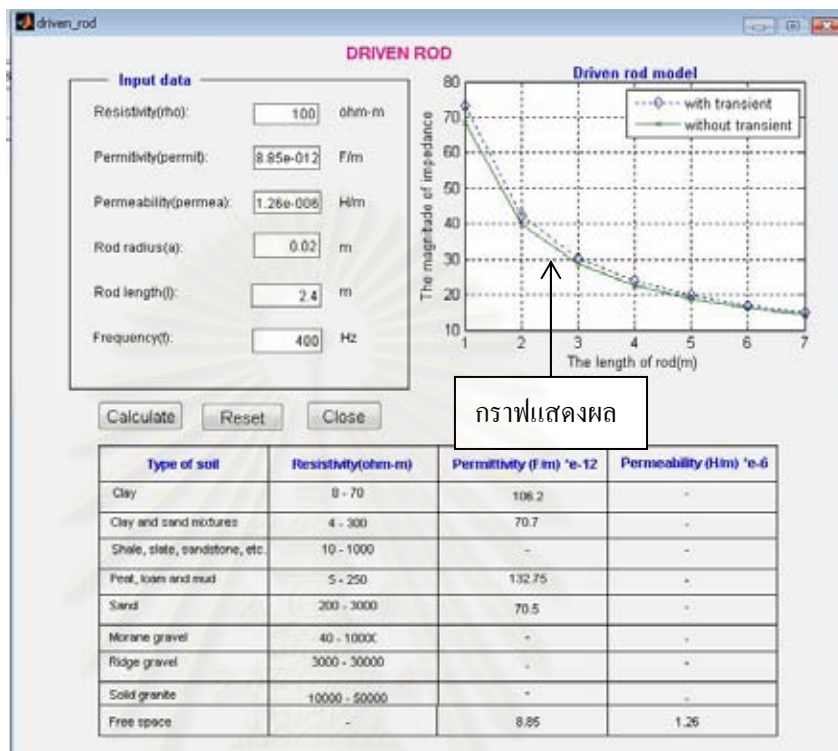 driven_rod
DRIVEN ROD
Input data
Resistivity(rho): 100 ohm-m
Permitivity(permit): 8.85e-012 F/m
Permeability(permea): 1.26e-006 H/m
Rod radius(a): 0.02 m
Rod length(l): 2.4 m
Frequency(f): 400 Hz
Driven rod model
The magnitude of impedance
80
70
60
50
40
30
20
10
with transient
without transient
1 2 3 4 5 6 7
The length of rod(m)
กราฟแสดงผล
Calculate Reset Close
Type of soil Resistivity(ohm-m) Permittivity (F/m) *e-12 Permeability (H/m) *e-6
Clay 8 - 70 106.2 -
Clay and sand mixtures 4 - 300 70.7 -
Shale, slate, sandstone, etc. 10 - 1000 - -
Peat, loam and mud 5 - 250 132.75 -
Sand 200 - 3000 70.5 -
Morane gravel 40 - 10000 - -
Ridge gravel 3000 - 30000 - -
Solid granite 10000 - 50000 - -
Free space - 8.85 1.26